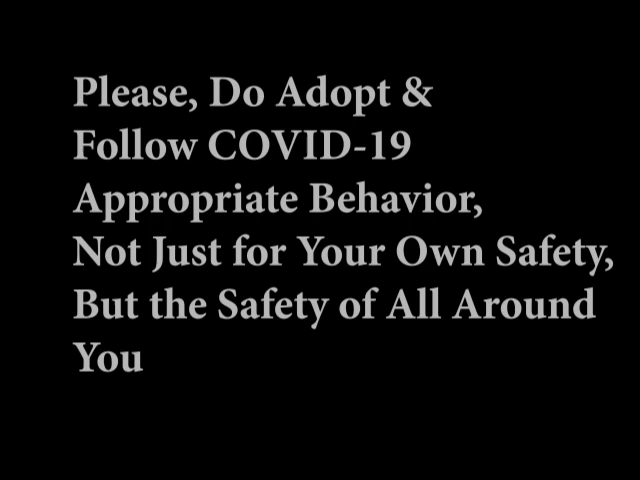 Please, Do Adopt &
Follow COVID-19
Appropriate Behavior,
Not Just for Your Own Safety,
But the Safety of All Around
You